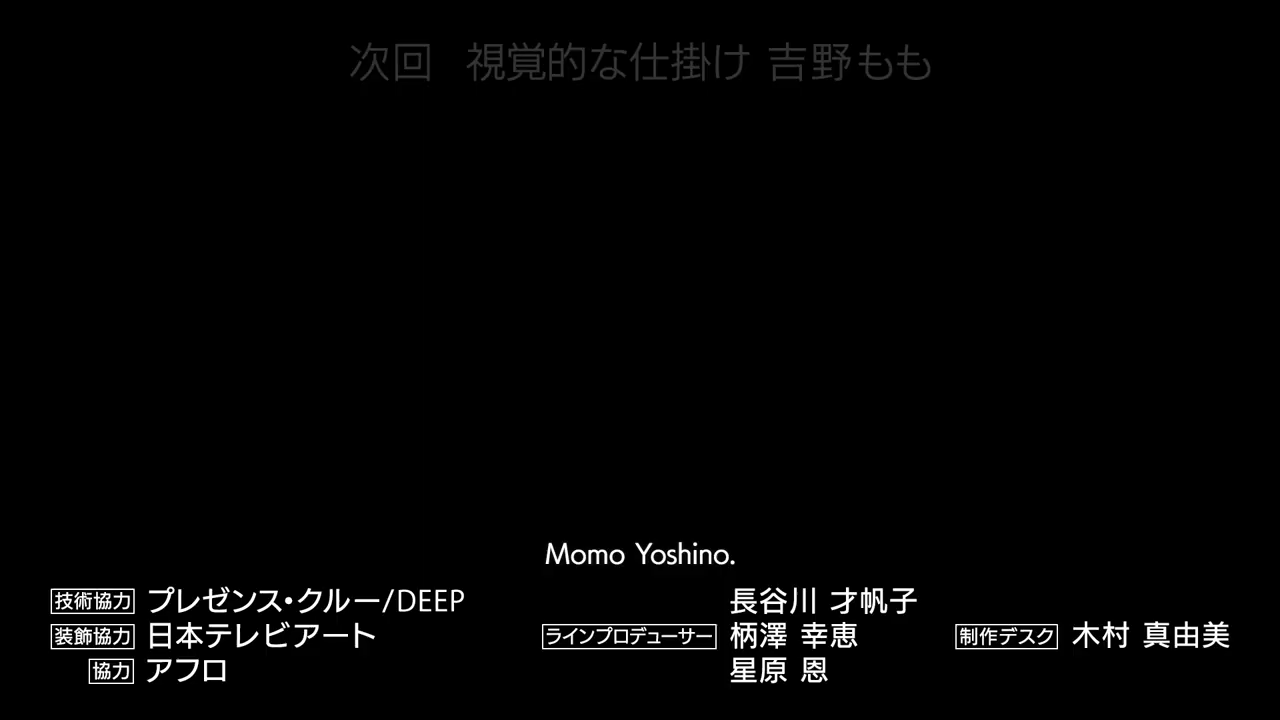 次回 視覚的な仕掛け 吉野もも
Momo Yoshino.
技術協力 プレゼンス・クルー/DEEP
装飾協力 日本テレビアート
協力 アフロ
長谷川 才帆子
ラインプロデューサー 柄澤 幸恵
星原 恩
制作デスク 木村 真由美